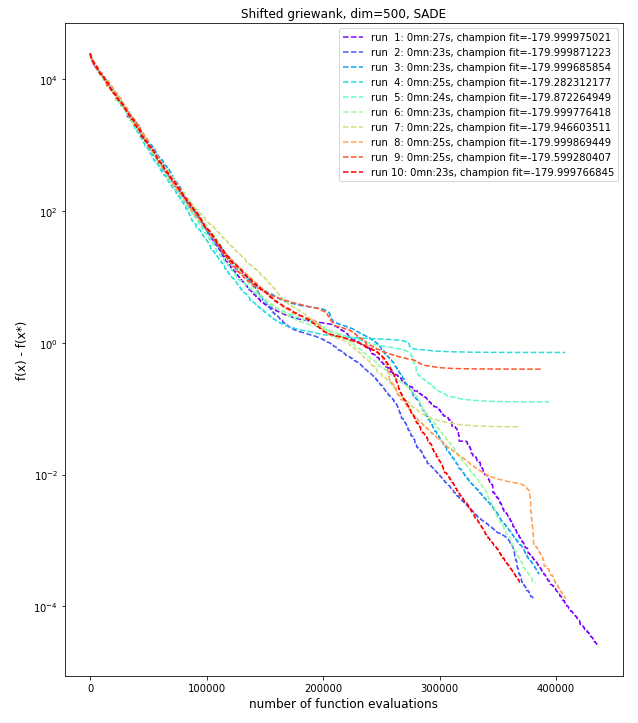 Shifted griewank, dim=500, SADE
run  1: 0mn:27s, champion fit=-179.999975021
run  2: 0mn:23s, champion fit=-179.999871223
run  3: 0mn:23s, champion fit=-179.999685854
run  4: 0mn:25s, champion fit=-179.282312177
run  5: 0mn:24s, champion fit=-179.872264949
run  6: 0mn:23s, champion fit=-179.999776418
run  7: 0mn:22s, champion fit=-179.946603511
run  8: 0mn:25s, champion fit=-179.999869449
run  9: 0mn:25s, champion fit=-179.599280407
run 10: 0mn:23s, champion fit=-179.999766845
f(x) - f(x*)
10⁴
10²
10⁰
10⁻²
10⁻⁴
0 100000 200000 300000 400000
number of function evaluations